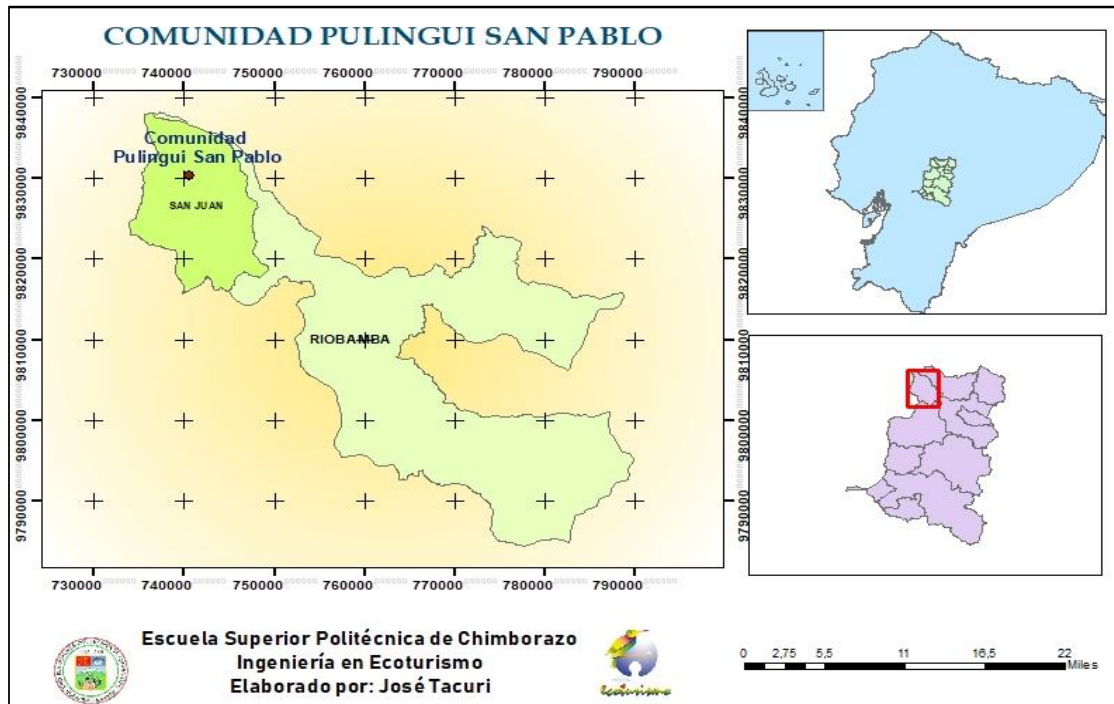 COMUNIDAD PULINGUI SAN PABLO
730000 740000 750000 760000 770000 780000 790000
9840000
9830000
9820000
9810000
9800000
9790000
Comunidad
Pulingui San Pablo
SAN JUAN
RIOBAMBA
9840000
9830000
9820000
9810000
9800000
9790000
730000 740000 750000 760000 770000 780000 790000
Escuela Superior Politécnica de Chimborazo
Ingeniería en Ecoturismo
Elaborado por: José Tacuri
Ecoturismo
0 2,75 5,5 11 16,5 22
Miles